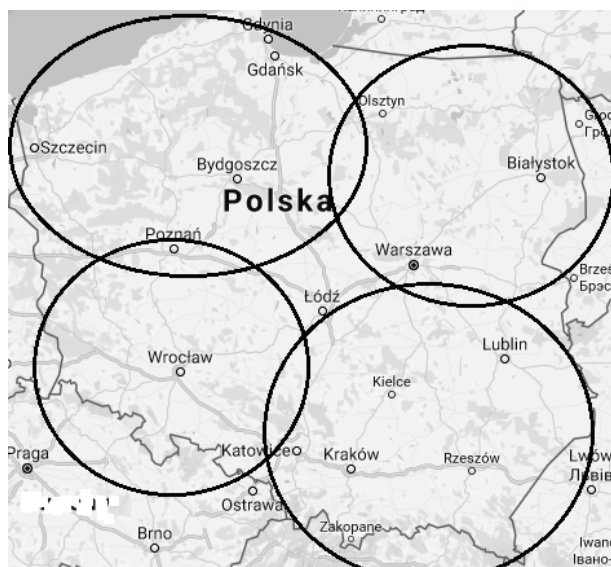 Gdynia
Gdańsk
Olsztyn
Szczecin
Bydgoszcz
Białystok
Polska
Poznań
Warszawa
Łódź
Wrocław
Lublin
Kielce
Katowice
Kraków
Rzeszów
Praga
Ostrawa
Zakopane
Brno
Львів